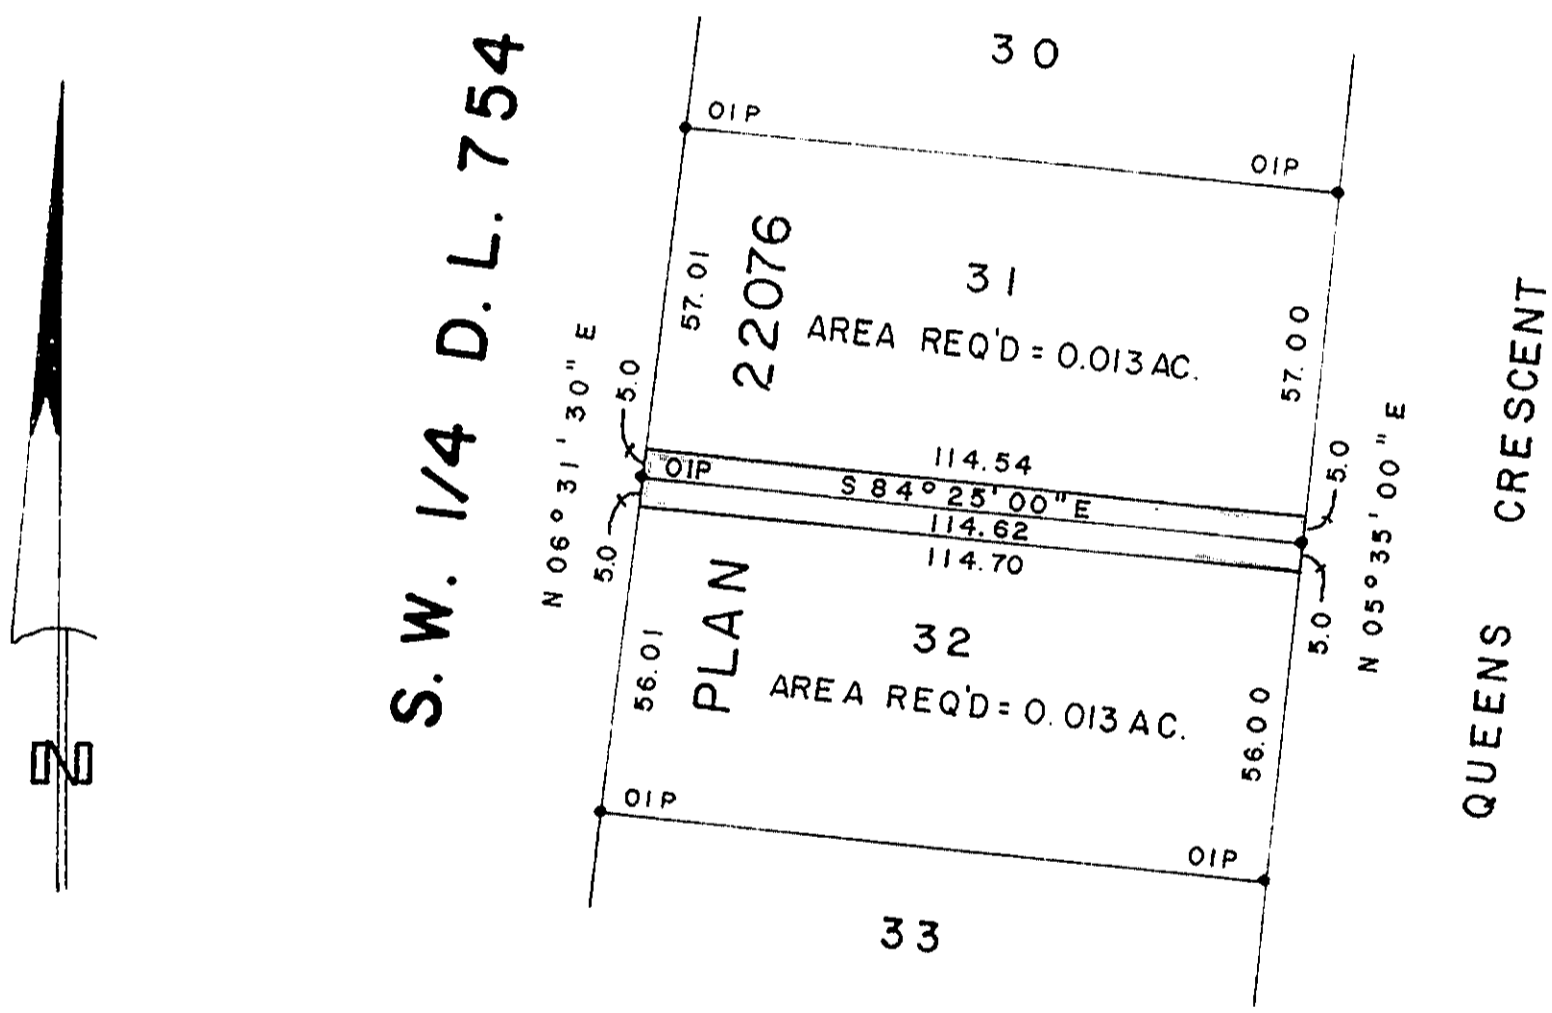 30
OIP
OIP
S. W. 1/4 D. L. 754
57.01
PLAN 22076
31
AREA REQ'D = 0.013 AC.
57.00
N 06° 31' 30" E
5.0
5.0
OIP
114.54
S 84° 25' 00" E
114.62
114.70
5.0
5.0
N 05° 35' 00" E
QUEENS CRESCENT
56.01
32
AREA REQ'D = 0.013 AC.
56.00
N
OIP
OIP
33